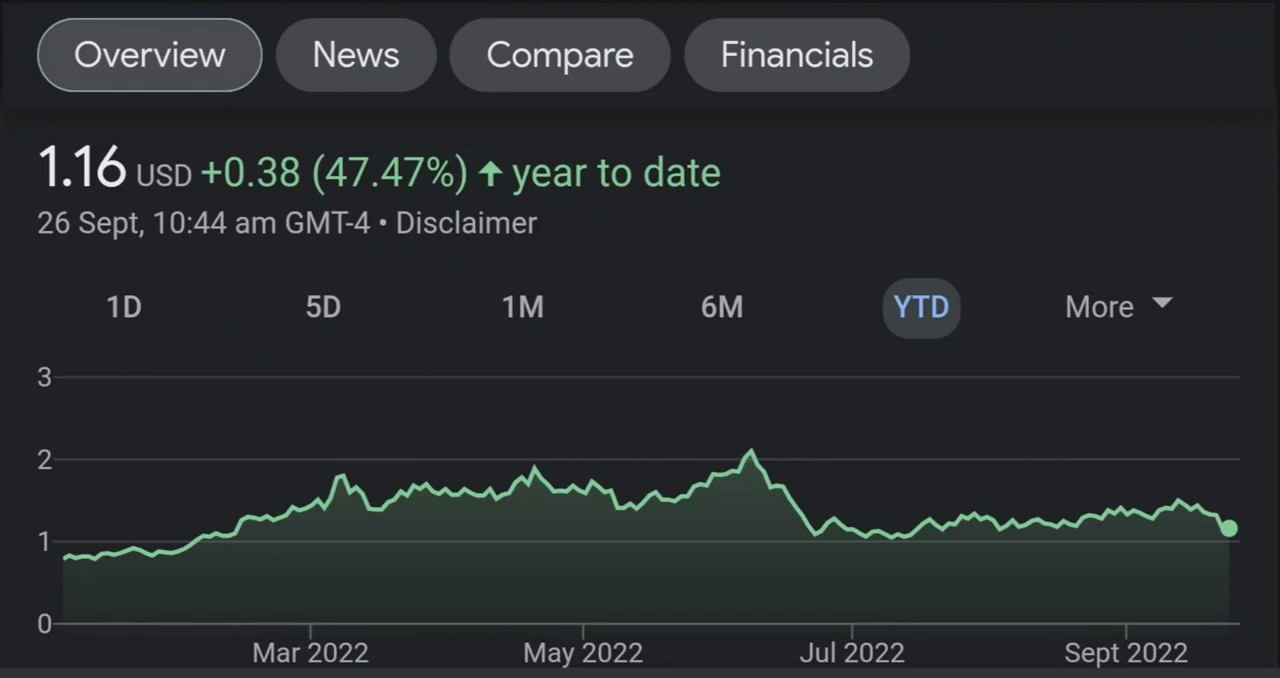 Overview News Compare Financials
1.16 USD +0.38 (47.47%) ↑ year to date
26 Sept, 10:44 am GMT-4 • Disclaimer
1D 5D 1M 6M YTD More
3
2
1
0
Mar 2022 May 2022 Jul 2022 Sept 2022